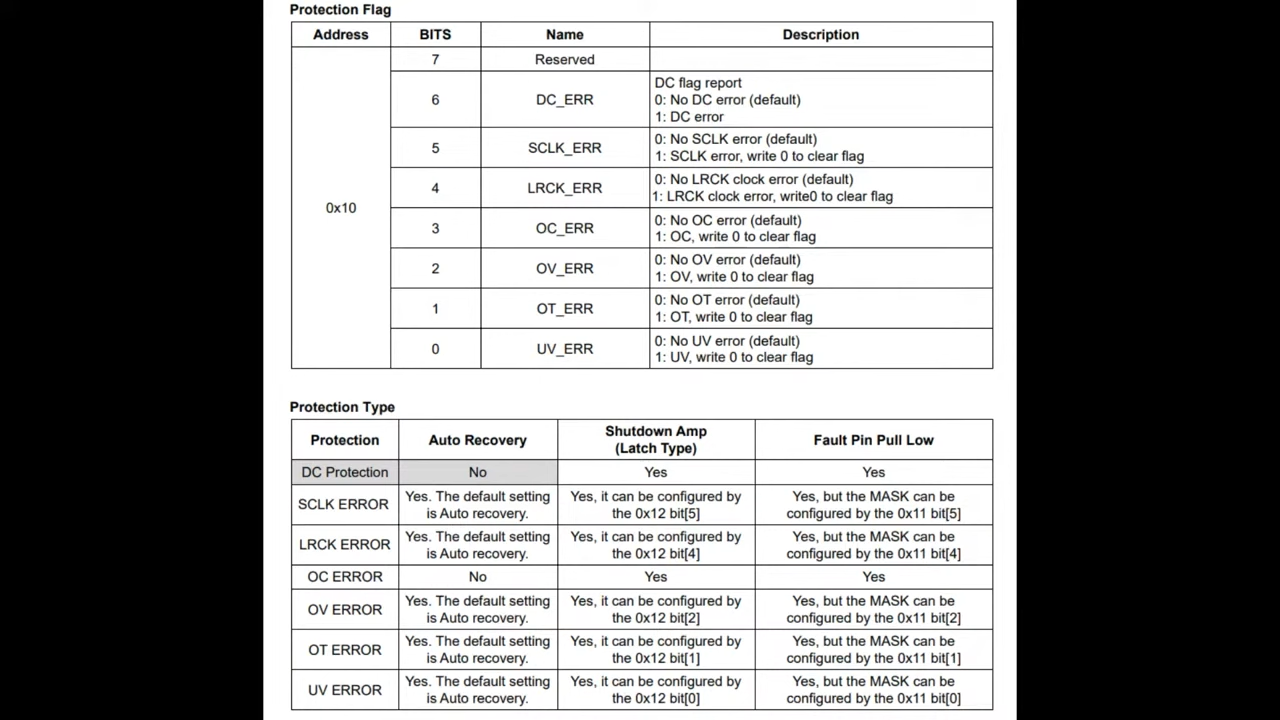 Protection Flag
Address BITS Name Description
7 Reserved
0x10
6 DC_ERR
DC flag report
0: No DC error (default)
1: DC error
5 SCLK_ERR
0: No SCLK error (default)
1: SCLK error, write 0 to clear flag
4 LRCK_ERR
0: No LRCK clock error (default)
1: LRCK clock error, write0 to clear flag
3 OC_ERR
0: No OC error (default)
1: OC, write 0 to clear flag
2 OV_ERR
0: No OV error (default)
1: OV, write 0 to clear flag
1 OT_ERR
0: No OT error (default)
1: OT, write 0 to clear flag
0 UV_ERR
0: No UV error (default)
1: UV, write 0 to clear flag
Protection Type
Protection Auto Recovery
Shutdown Amp
(Latch Type)
Fault Pin Pull Low
DC Protection No Yes Yes
SCLK ERROR
Yes. The default setting
is Auto recovery.
Yes, it can be configured by
the 0x12 bit[5]
Yes, but the MASK can be
configured by the 0x11 bit[5]
LRCK ERROR
Yes. The default setting
is Auto recovery.
Yes, it can be configured by
the 0x12 bit[4]
Yes, but the MASK can be
configured by the 0x11 bit[4]
OC ERROR No Yes Yes
OV ERROR
Yes. The default setting
is Auto recovery.
Yes, it can be configured by
the 0x12 bit[2]
Yes, but the MASK can be
configured by the 0x11 bit[2]
OT ERROR
Yes. The default setting
is Auto recovery.
Yes, it can be configured by
the 0x12 bit[1]
Yes, but the MASK can be
configured by the 0x11 bit[1]
UV ERROR
Yes. The default setting
is Auto recovery.
Yes, it can be configured by
the 0x12 bit[0]
Yes, but the MASK can be
configured by the 0x11 bit[0]